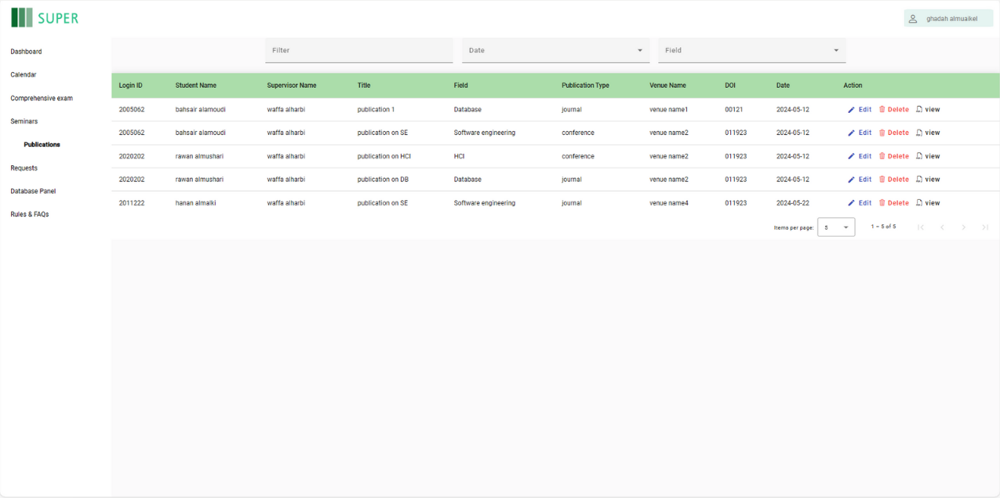 SUPER
ghadah almuaikel
Dashboard
Calendar
Comprehensive exam
Seminars
Publications
Requests
Database Panel
Rules & FAQs
Filter Date Field
Login ID Student Name Supervisor Name Title Field Publication Type Venue Name DOI Date Action
2005062 bahsair alamoudi waffa alharbi publication 1 Database journal venue name1 00121 2024-05-12 Edit Delete view
2005062 bahsair alamoudi waffa alharbi publication on SE Software engineering conference venue name2 011923 2024-05-12 Edit Delete view
2020202 rawan almushari waffa alharbi publication on HCI HCI conference venue name2 011923 2024-05-12 Edit Delete view
2020202 rawan almushari waffa alharbi publication on DB Database journal venue name2 011923 2024-05-12 Edit Delete view
2011222 hanan almalki waffa alharbi publication on SE Software engineering journal venue name4 011923 2024-05-22 Edit Delete view
Items per page: 5 1 – 5 of 5